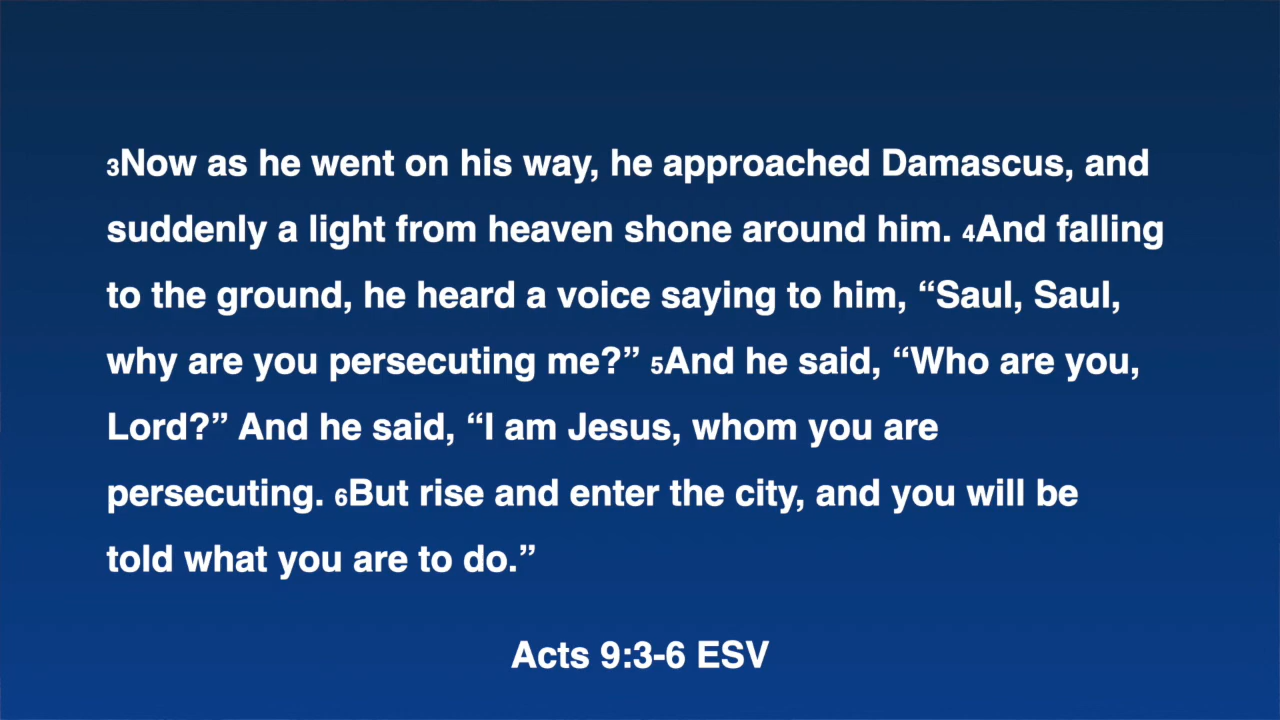 3Now as he went on his way, he approached Damascus, and
suddenly a light from heaven shone around him. 4And falling
to the ground, he heard a voice saying to him, “Saul, Saul,
why are you persecuting me?” 5And he said, “Who are you,
Lord?” And he said, “I am Jesus, whom you are
persecuting. 6But rise and enter the city, and you will be
told what you are to do.”
Acts 9:3-6 ESV